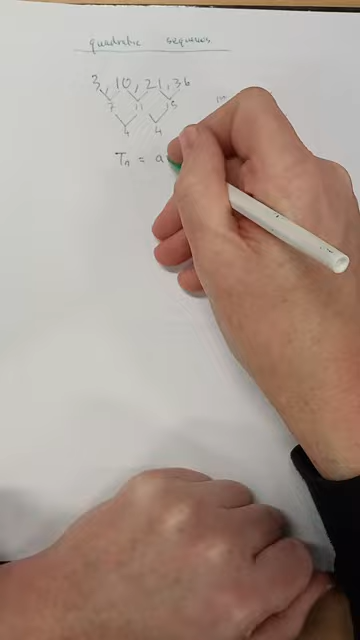 quadratic sequences
3, 10, 21, 36
7 11 15
4 4
Tn = a